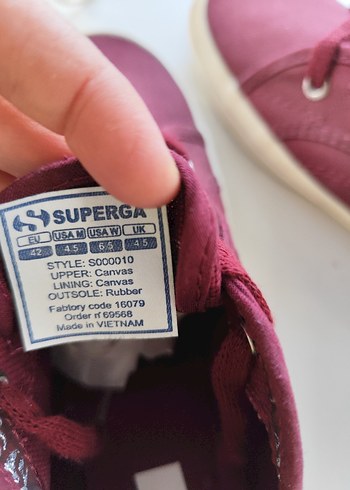 SUPERGA
EU USA M USA W UK
42 4.5 6.5 4.5
STYLE: S000010
UPPER: Canvas
LINING: Canvas
OUTSOLE: Rubber
Fabtory code 16079
Order n° 69568
Made in VIETNAM